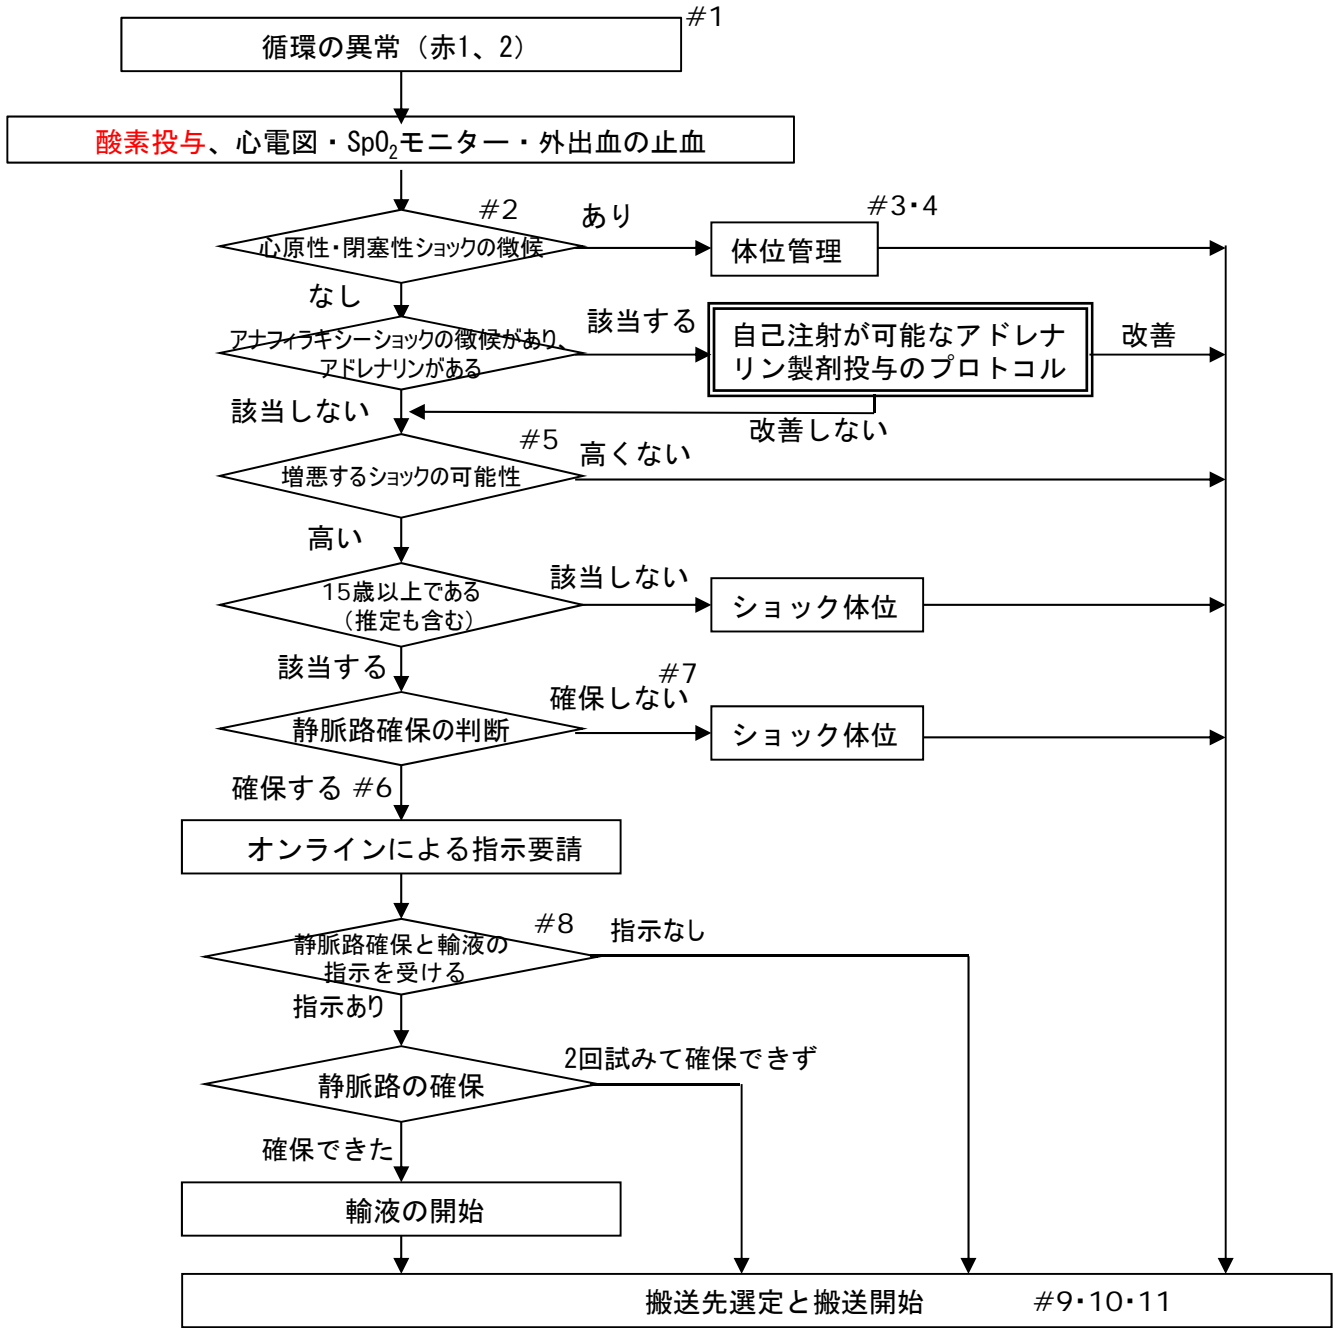 #1
循環の異常（赤1、2）
酸素投与、心電図・SpO₂モニター・外出血の止血
#2
あり
#3・4
心原性・閉塞性ショックの徴候
体位管理
なし
アナフィラキシーショックの徴候があり、
アドレナリンがある
該当する
自己注射が可能なアドレナ
リン製剤投与のプロトコル
改善
該当しない
改善しない
#5
高くない
増悪するショックの可能性
高い
15歳以上である
（推定も含む）
該当しない
ショック体位
該当する
#7
確保しない
静脈路確保の判断
ショック体位
確保する #6
オンラインによる指示要請
#8
指示なし
静脈路確保と輸液の
指示を受ける
指示あり
2回試みて確保できず
静脈路の確保
確保できた
輸液の開始
搬送先選定と搬送開始 #9・10・11